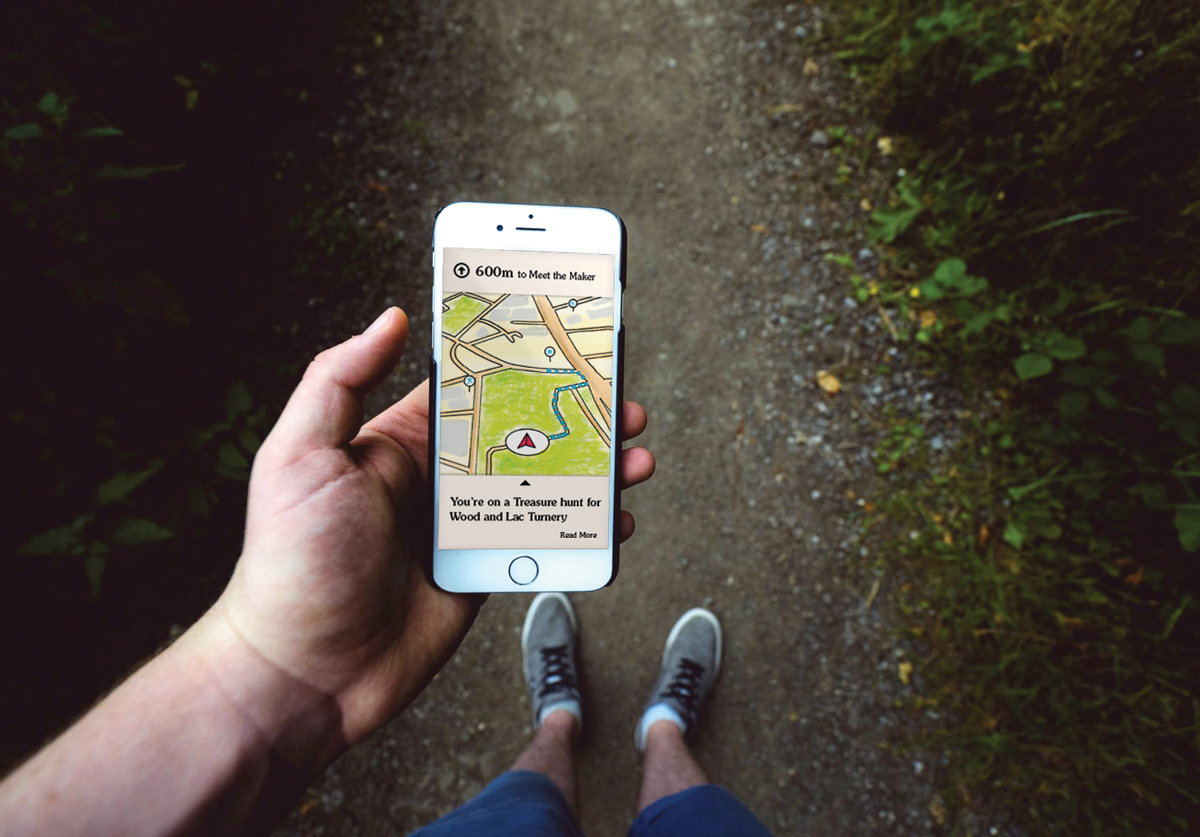 600m to Meet the Maker
You're on a Treasure hunt for
Wood and Lac Turnery
Read More